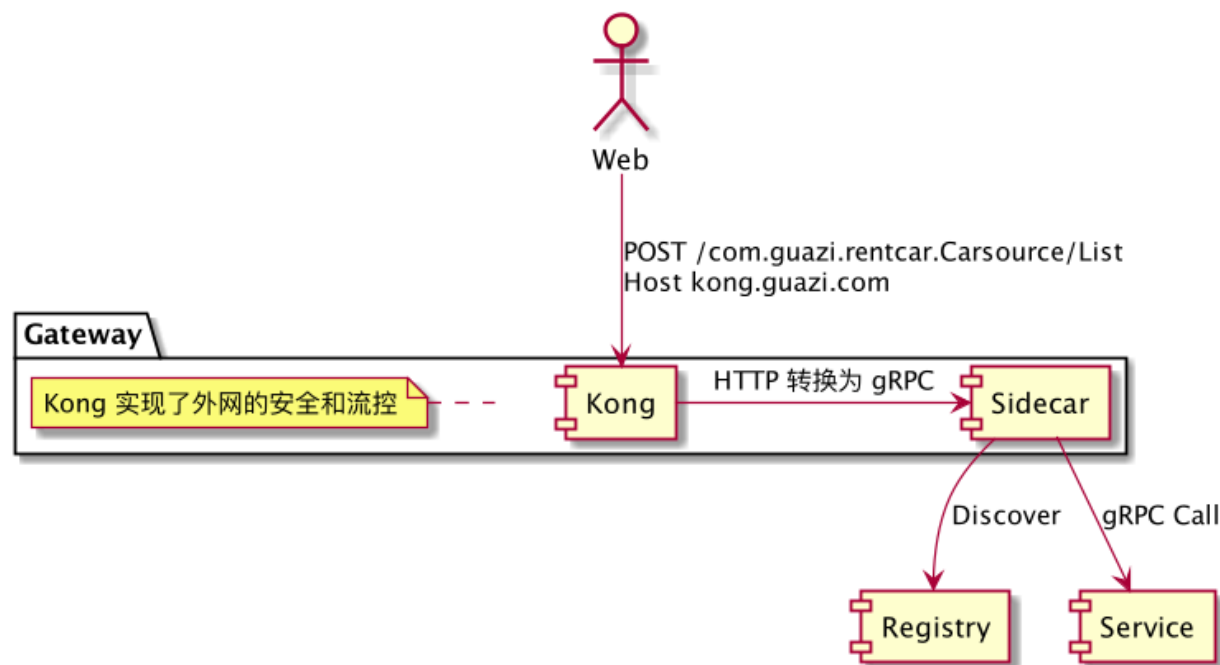 Web
POST /com.guazi.rentcar.Carsource/List
Host kong.guazi.com
Gateway
Kong 实现了外网的安全和流控
Kong
HTTP 转换为 gRPC
Sidecar
Discover
gRPC Call
Registry
Service